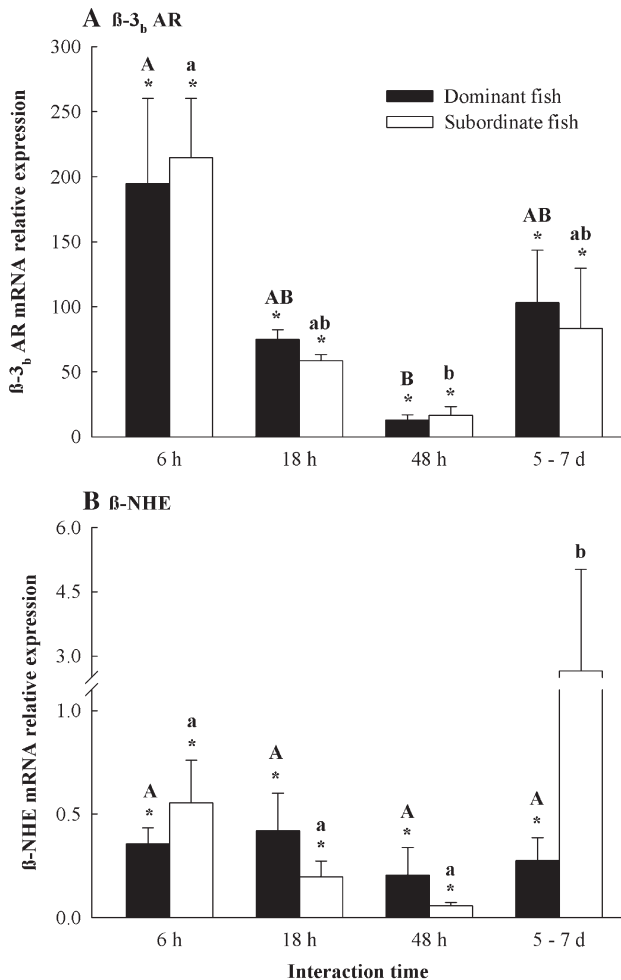 A ß-3b AR
300
250
200
150
100
50
0
ß-3b AR mRNA relative expression
Dominant fish
Subordinate fish
A a
* *
AB ab
* *
B b
* *
AB ab
* *
6 h 18 h 48 h 5 - 7 d
B ß-NHE
6.0
4.5
3.0
1.0
0.5
0.0
ß-NHE mRNA relative expression
A a
* *
A a
* *
A a
* *
A b
*
6 h 18 h 48 h 5 - 7 d
Interaction time